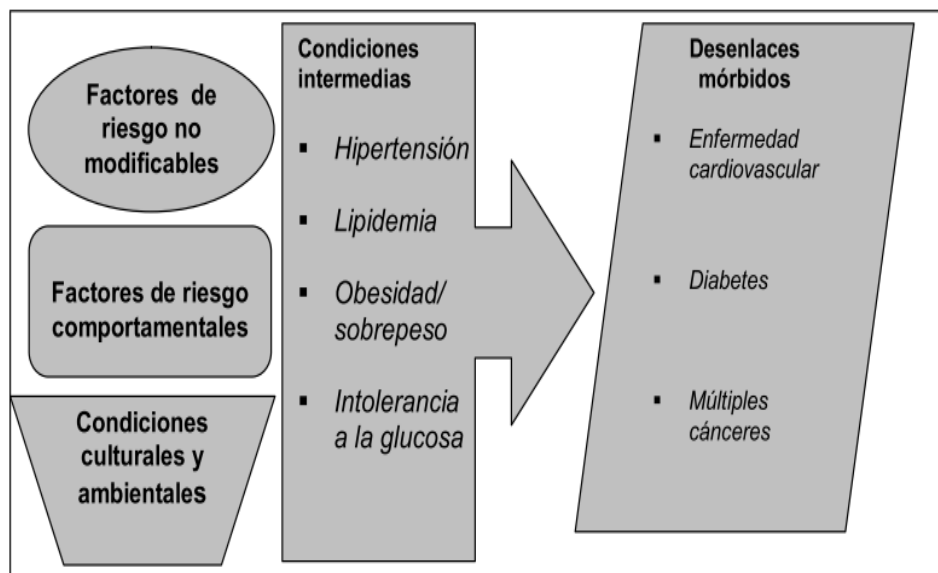 Factores de
riesgo no
modificables
Factores de riesgo
comportamentales
Condiciones
culturales y
ambientales
Condiciones
intermedias
▪ Hipertensión
▪ Lipidemia
▪ Obesidad/
sobrepeso
▪ Intolerancia
a la glucosa
Desenlaces
mórbidos
▪ Enfermedad
cardiovascular
▪ Diabetes
▪ Múltiples
cánceres